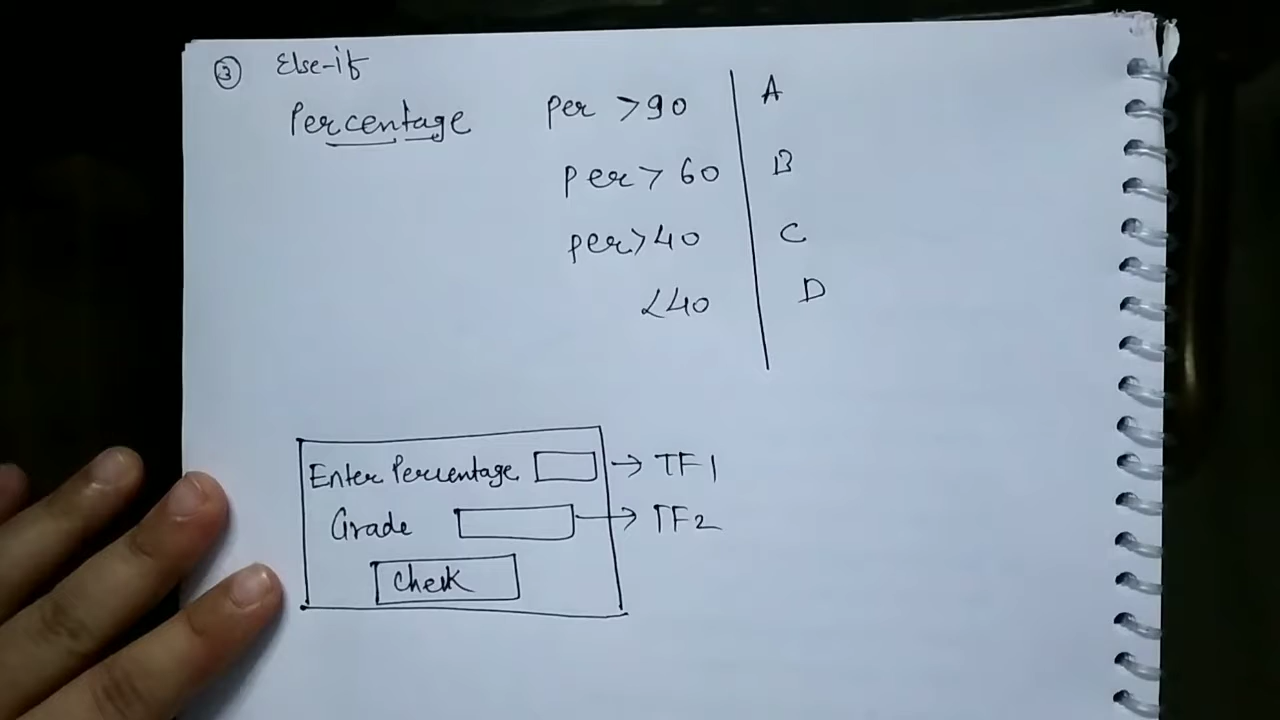 ③ Else-if
Percentage per >90 A
per> 60 B
per>40 C
<40 D
Enter Percentage → TF1
Grade → TF2
Check